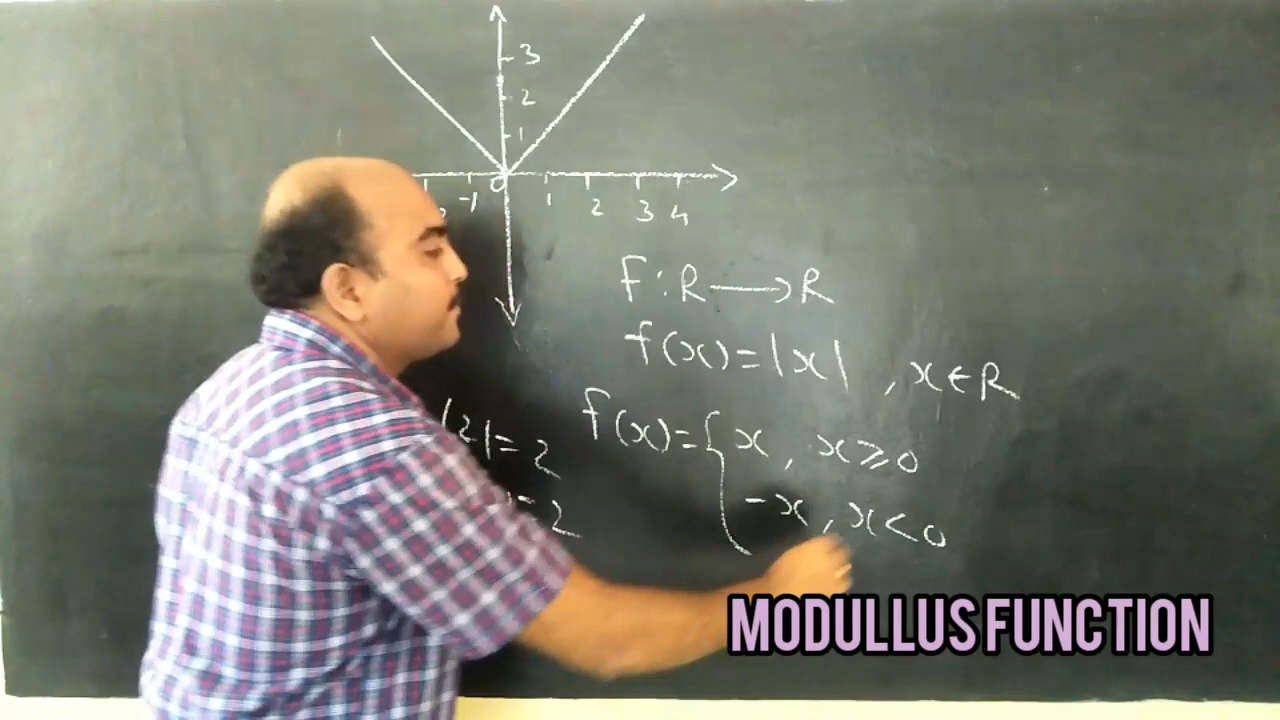 3
2
1
0
-1 1 2 3 4
F : R ⟶ R
f(x) = |x| , x ∈ R
|2| = 2
f(x) = { x , x ≥ 0
= 2
-x , x < 0
MODULLUS FUNCTION